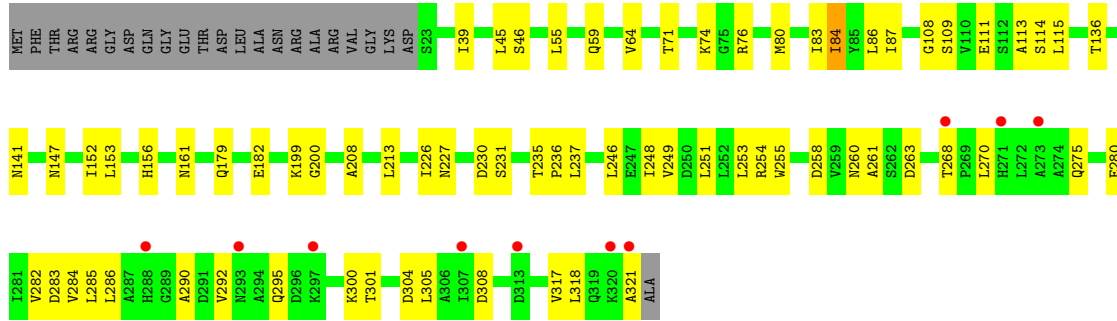 MET PHE THR ARG ARG GLY ASP GLN GLY GLU THR ASP LEU ALA ASN ARG ALA ARG VAL GLY LYS ASP S23 I39 L45 S46 L55 Q59 V64 T71 K74 G75 R76 M80 I83 I84 Y85 L86 I87 G108 S109 V110 E111 S112 A113 S114 L115 T136
N141 N147 I152 L153 H156 N161 Q179 E182 K199 G200 A208 L213 I226 N227 D230 S231 T235 P236 L237 L246 E247 I248 V249 D250 L251 L252 L253 R254 W255 D258 V259 N260 A261 S262 D263 T268 P269 L270 H271 L272 A273 A274 Q275 E280
I281 V282 D283 V284 L285 L286 A287 H288 G289 A290 D291 V292 N293 A294 Q295 D296 K297 K300 T301 D304 L305 A306 I307 D308 D313 V317 L318 Q319 K320 A321 ALA